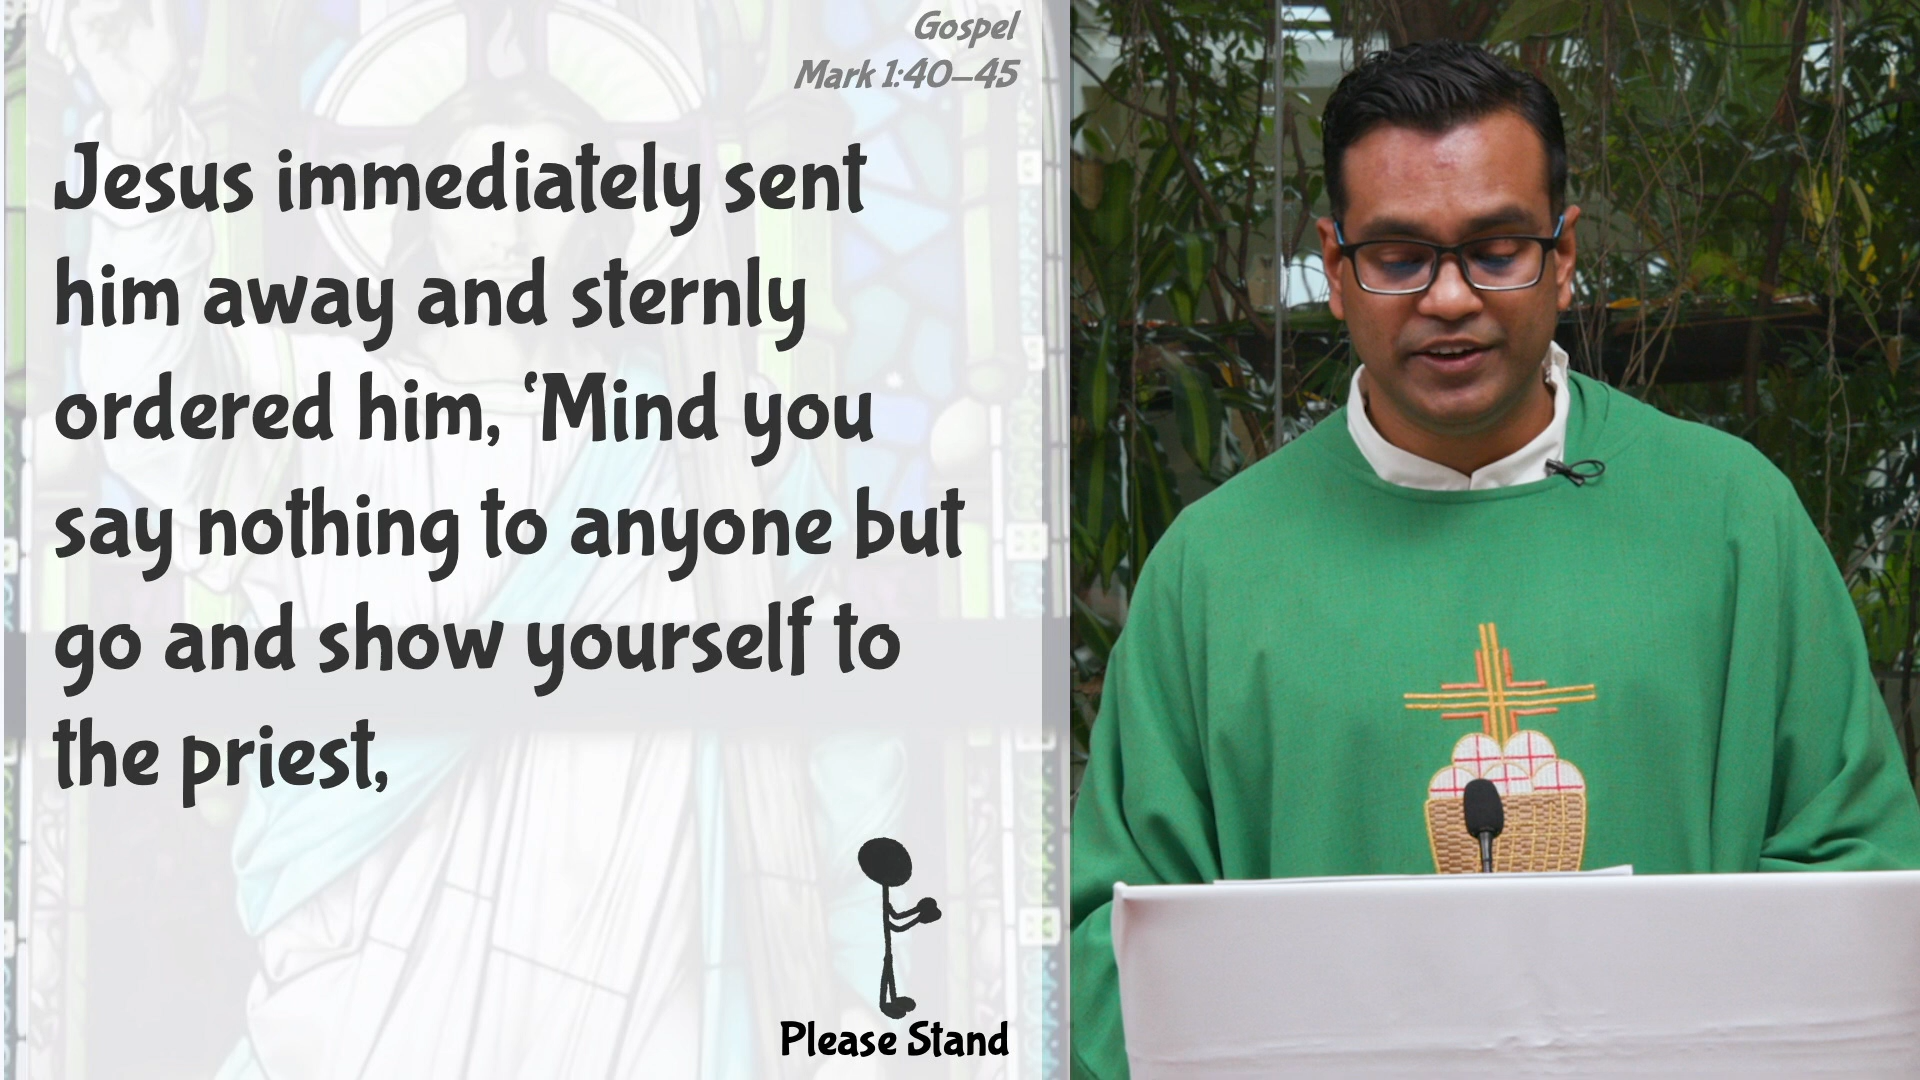 Gospel
Mark 1:40–45
Jesus immediately sent
him away and sternly
ordered him, ‘Mind you
say nothing to anyone but
go and show yourself to
the priest,
Please Stand